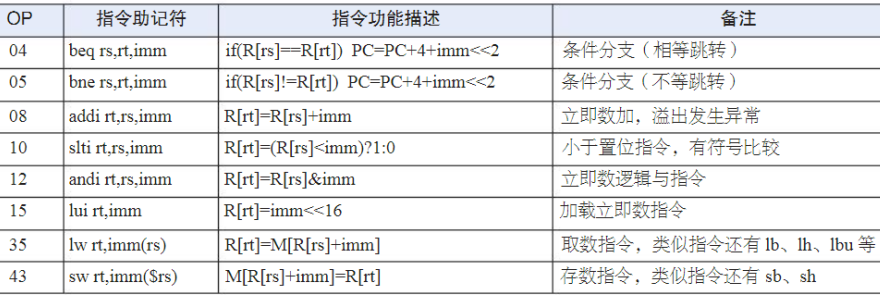 OP 指令助记符 指令功能描述 备注
04 beq rs,rt,imm if(R[rs]==R[rt]) PC=PC+4+imm<<2 条件分支（相等跳转）
05 bne rs,rt,imm if(R[rs]!=R[rt]) PC=PC+4+imm<<2 条件分支（不等跳转）
08 addi rt,rs,imm R[rt]=R[rs]+imm 立即数加，溢出发生异常
10 slti rt,rs,imm R[rt]=(R[rs]<imm)?1:0 小于置位指令，有符号比较
12 andi rt,rs,imm R[rt]=R[rs]&imm 立即数逻辑与指令
15 lui rt,imm R[rt]=imm<<16 加载立即数指令
35 lw rt,imm(rs) R[rt]=M[R[rs]+imm] 取数指令，类似指令还有 lb、lh、lbu 等
43 sw rt,imm($rs) M[R[rs]+imm]=R[rt] 存数指令，类似指令还有 sb、sh